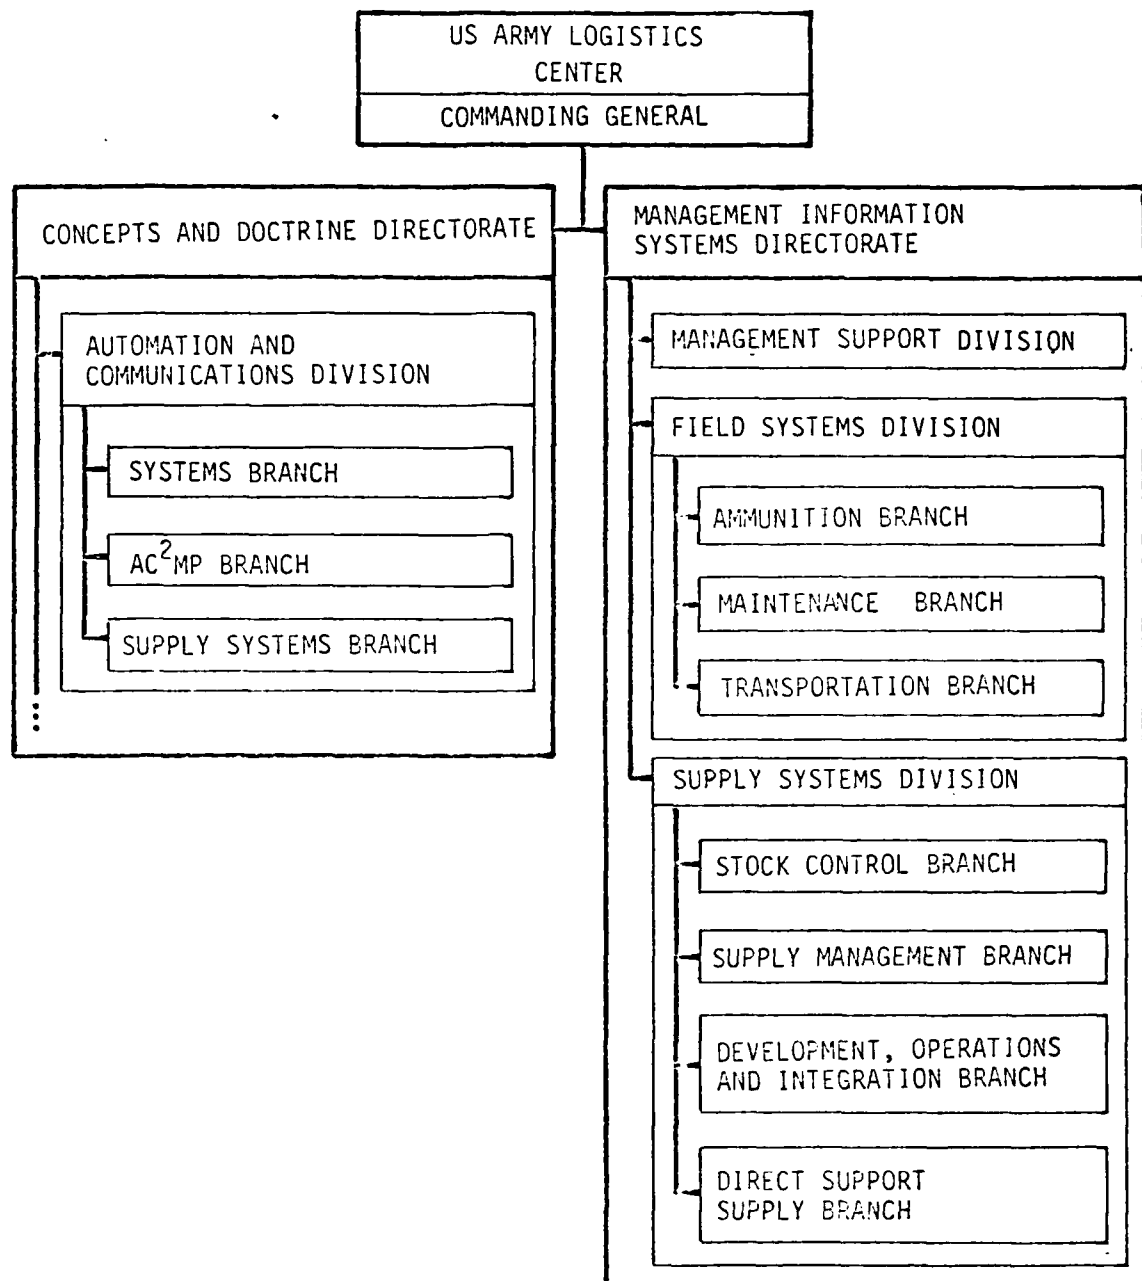 US ARMY LOGISTICS
CENTER
COMMANDING GENERAL
CONCEPTS AND DOCTRINE DIRECTORATE
AUTOMATION AND
COMMUNICATIONS DIVISION
SYSTEMS BRANCH
AC²MP BRANCH
SUPPLY SYSTEMS BRANCH
MANAGEMENT INFORMATION
SYSTEMS DIRECTORATE
MANAGEMENT SUPPORT DIVISION
FIELD SYSTEMS DIVISION
AMMUNITION BRANCH
MAINTENANCE BRANCH
TRANSPORTATION BRANCH
SUPPLY SYSTEMS DIVISION
STOCK CONTROL BRANCH
SUPPLY MANAGEMENT BRANCH
DEVELOPMENT, OPERATIONS
AND INTEGRATION BRANCH
DIRECT SUPPORT
SUPPLY BRANCH